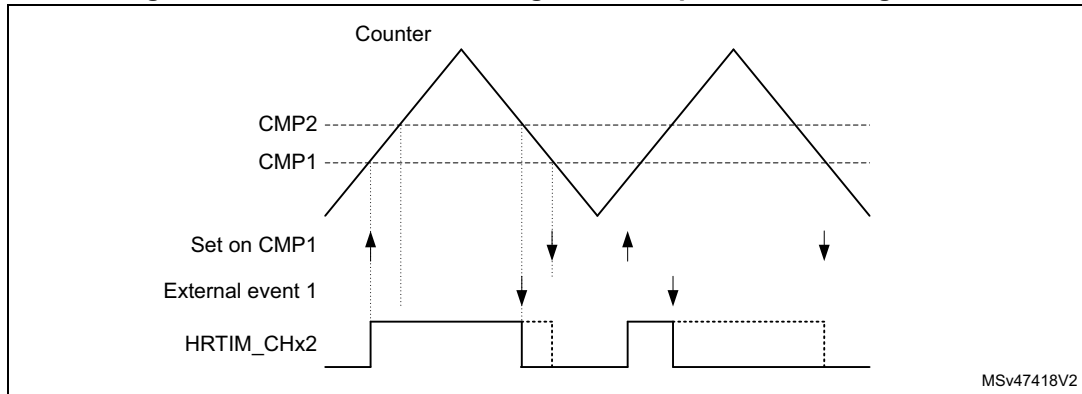 Counter
CMP2
CMP1
Set on CMP1
External event 1
HRTIM_CHx2
MSv47418V2